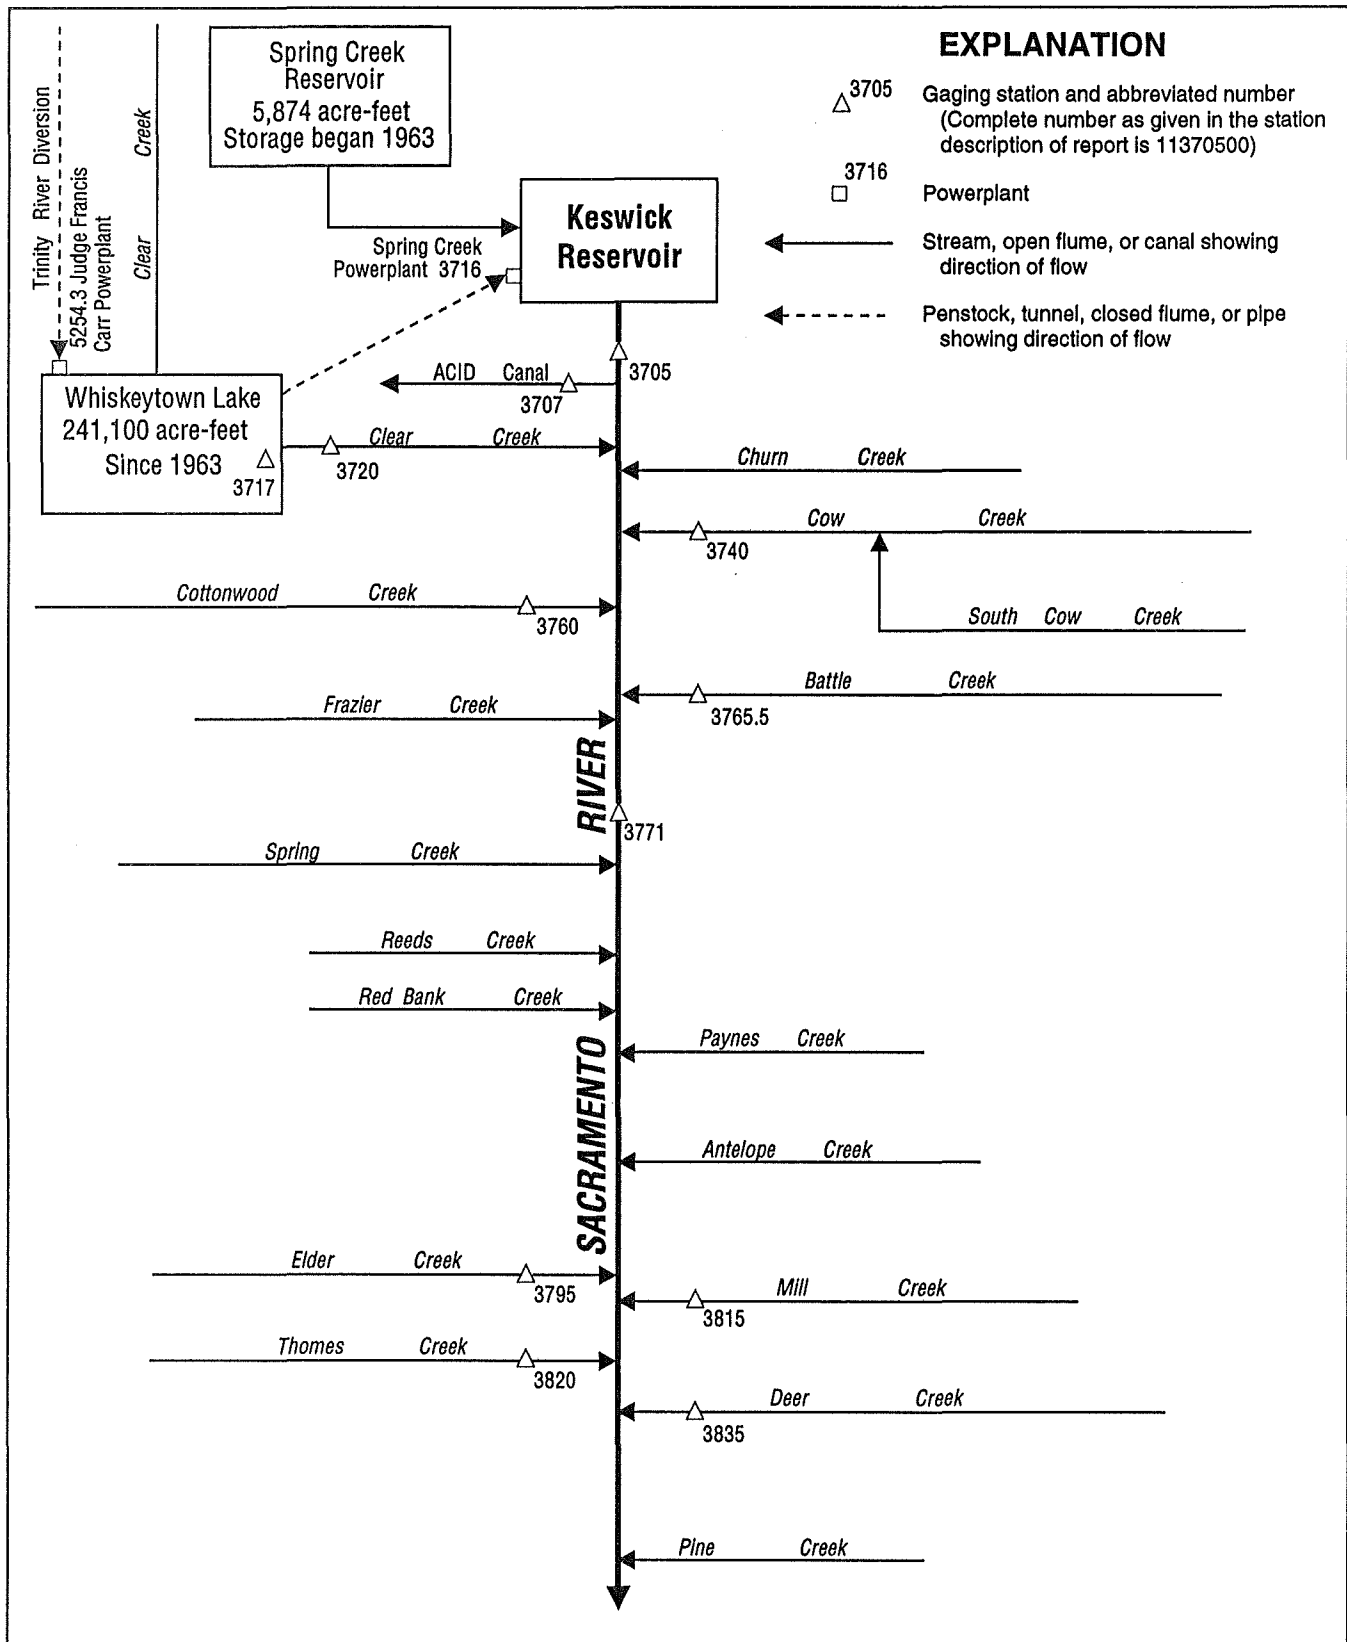 EXPLANATION
3705
Gaging station and abbreviated number
(Complete number as given in the station
description of report is 11370500)
3716
Powerplant
Stream, open flume, or canal showing
direction of flow
Penstock, tunnel, closed flume, or pipe
showing direction of flow
Trinity River Diversion
5254.3 Judge Francis
Carr Powerplant
Clear Creek
Spring Creek
Reservoir
5,874 acre-feet
Storage began 1963
Keswick
Reservoir
Spring Creek
Powerplant 3716
Whiskeytown Lake
241,100 acre-feet
Since 1963
3717
3705
ACID Canal
3707
Clear Creek
3720
Churn Creek
Cow Creek
3740
Cottonwood Creek
3760
South Cow Creek
Battle Creek
3765.5
Frazier Creek
RIVER
3771
Spring Creek
Reeds Creek
Red Bank Creek
Paynes Creek
SACRAMENTO
Antelope Creek
Elder Creek
3795
Mill Creek
3815
Thomes Creek
3820
Deer Creek
3835
Pine Creek